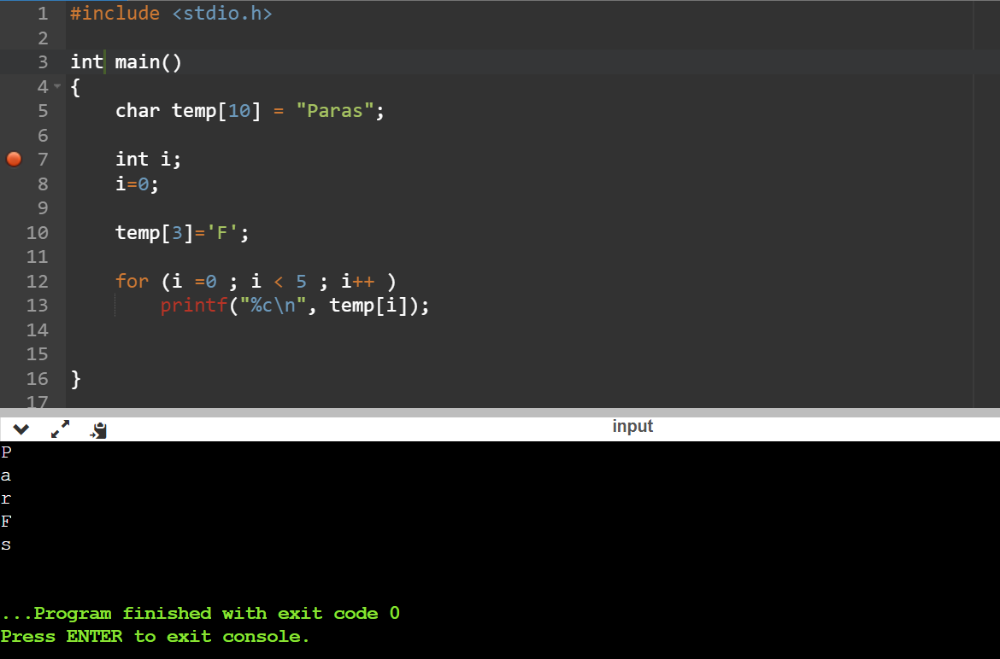 1 #include <stdio.h>
2
3 int main()
4 {
5     char temp[10] = "Paras";
6
7     int i;
8     i=0;
9
10     temp[3]='F';
11
12     for (i =0 ; i < 5 ; i++ )
13         printf("%c\n", temp[i]);
14
15
16 }
17
input
P
a
r
F
s
...Program finished with exit code 0
Press ENTER to exit console.